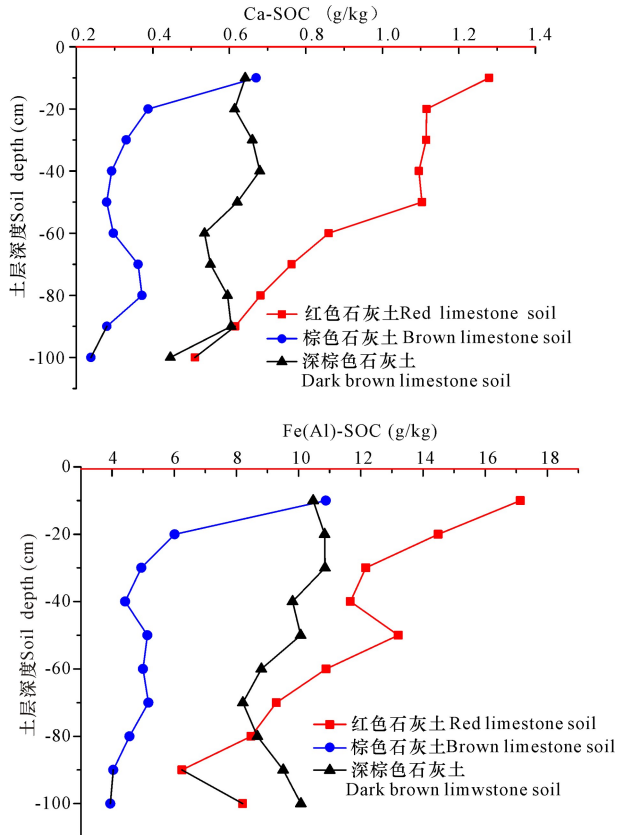 Ca-SOC （g/kg）
0.2 0.4 0.6 0.8 1.0 1.2 1.4
0
-20
-40
-60
-80
-100
土层深度Soil depth(cm)
红色石灰土Red limestone soil
棕色石灰土 Brown limestone soil
深棕色石灰土
Dark brown limestone soil
Fe(Al)-SOC (g/kg)
4 6 8 10 12 14 16 18
0
-20
-40
-60
-80
-100
土层深度Soil depth(cm)
红色石灰土 Red limestone soil
棕色石灰土Brown limestone soil
深棕色石灰土
Dark brown limwstone soil